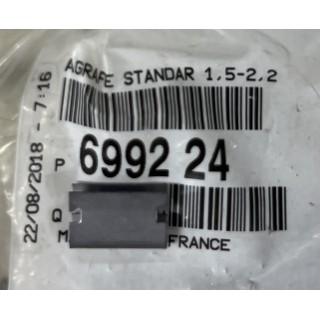 AGRAFE STANDAR 1,5-2,2
22/08/2018 - 7:16
P 6992 24
Q
M FRANCE